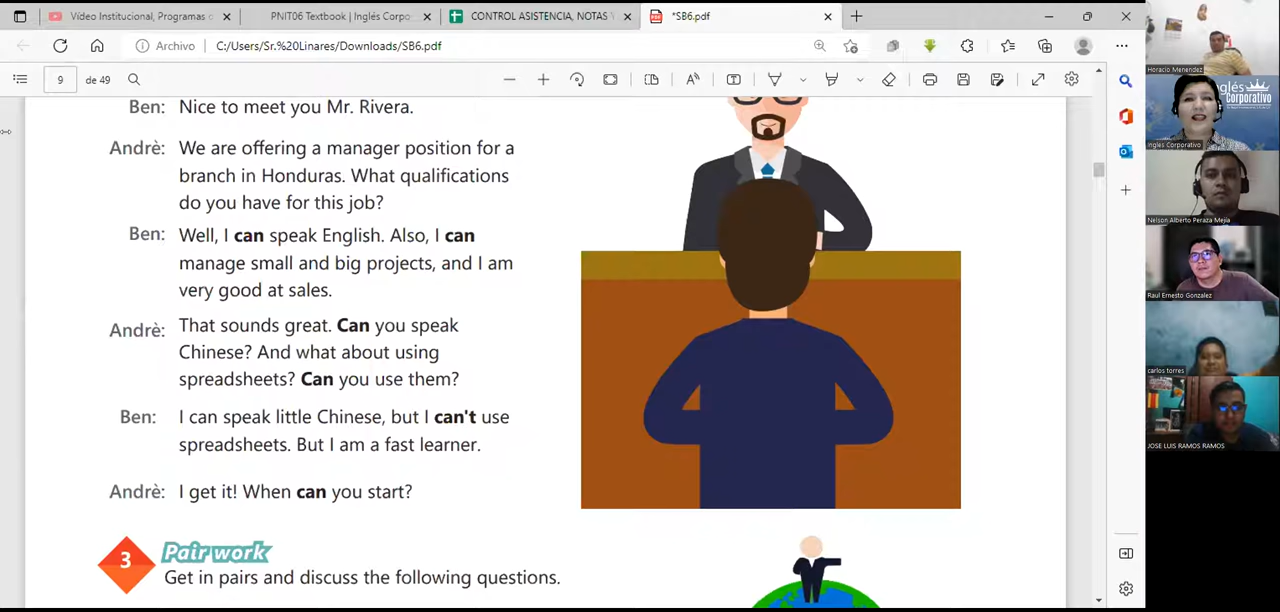 Vídeo Institucional, Programas
PNIT06 Textbook | Inglés Corpo
CONTROL ASISTENCIA, NOTAS
*SB6.pdf
Archivo
C:/Users/Sr.%20Linares/Downloads/SB6.pdf
9
de 49
Ben: Nice to meet you Mr. Rivera.
Andrè: We are offering a manager position for a
branch in Honduras. What qualifications
do you have for this job?
Ben: Well, I can speak English. Also, I can
manage small and big projects, and I am
very good at sales.
Andrè: That sounds great. Can you speak
Chinese? And what about using
spreadsheets? Can you use them?
Ben: I can speak little Chinese, but I can't use
spreadsheets. But I am a fast learner.
Andrè: I get it! When can you start?
3
Pair work
Get in pairs and discuss the following questions.
Horacio Menendez
Inglés
Corporativo
Inglés Corporativo
Nelson Alberto Peraza Mejía
Raul Ernesto Gonzalez
carlos torres
JOSE LUIS RAMOS RAMOS